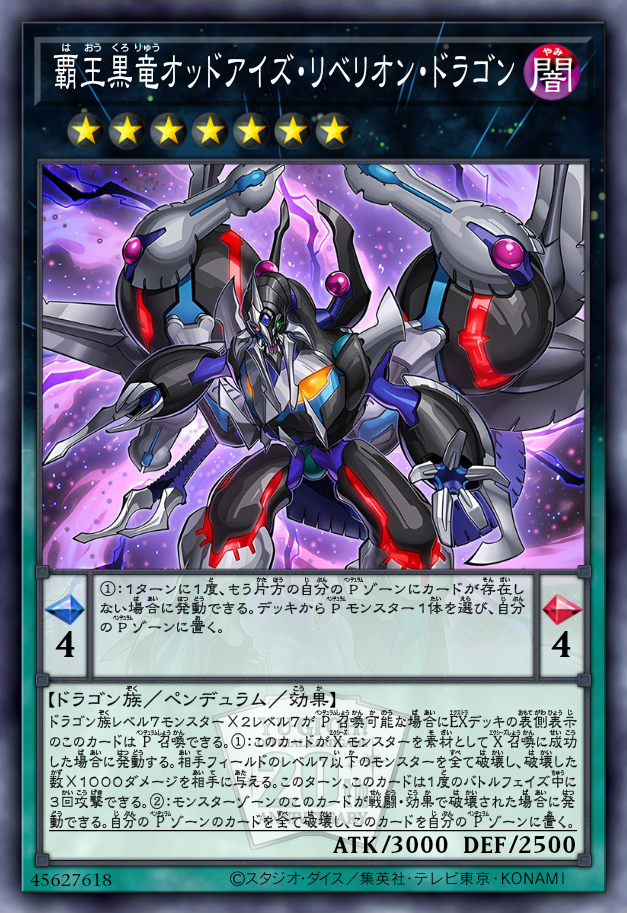 覇王黒竜オッドアイズ・リベリオン・ドラゴン
闇
①：1ターンに1度、もう片方の自分のPゾーンにカードが存在し
ない場合に発動できる。デッキからPモンスター1体を選び、自分
のPゾーンに置く。
4
4
【ドラゴン族／ペンデュラム／効果】
ドラゴン族レベル7モンスター×2レベル7がP召喚可能な場合にEXデッキの表側表示
のこのカードはP召喚できる。①：このカードがXモンスターを素材としてX召喚に成功
した場合に発動する。相手フィールドのレベル7以下のモンスターを全て破壊し、破壊した
数×1000ダメージを相手に与える。このターン、このカードは1度のバトルフェイズ中に
3回攻撃できる。②：モンスターゾーンのこのカードが戦闘・効果で破壊された場合に発
動できる。自分のPゾーンのカードを全て破壊し、このカードを自分のPゾーンに置く。
ATK/3000 DEF/2500
45627618
©スタジオ・ダイス／集英社・テレビ東京・KONAMI